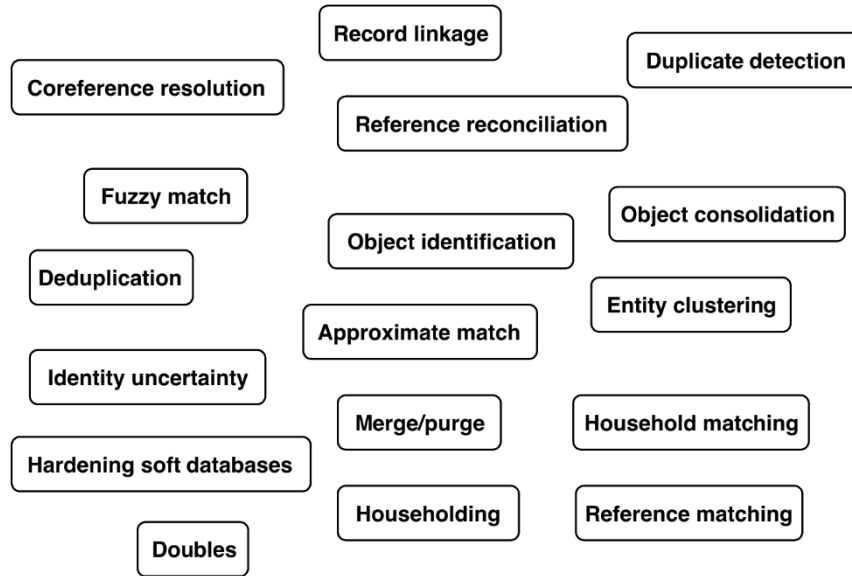 Record linkage
Duplicate detection
Coreference resolution
Reference reconciliation
Fuzzy match
Object consolidation
Object identification
Deduplication
Entity clustering
Approximate match
Identity uncertainty
Merge/purge
Household matching
Hardening soft databases
Householding
Reference matching
Doubles